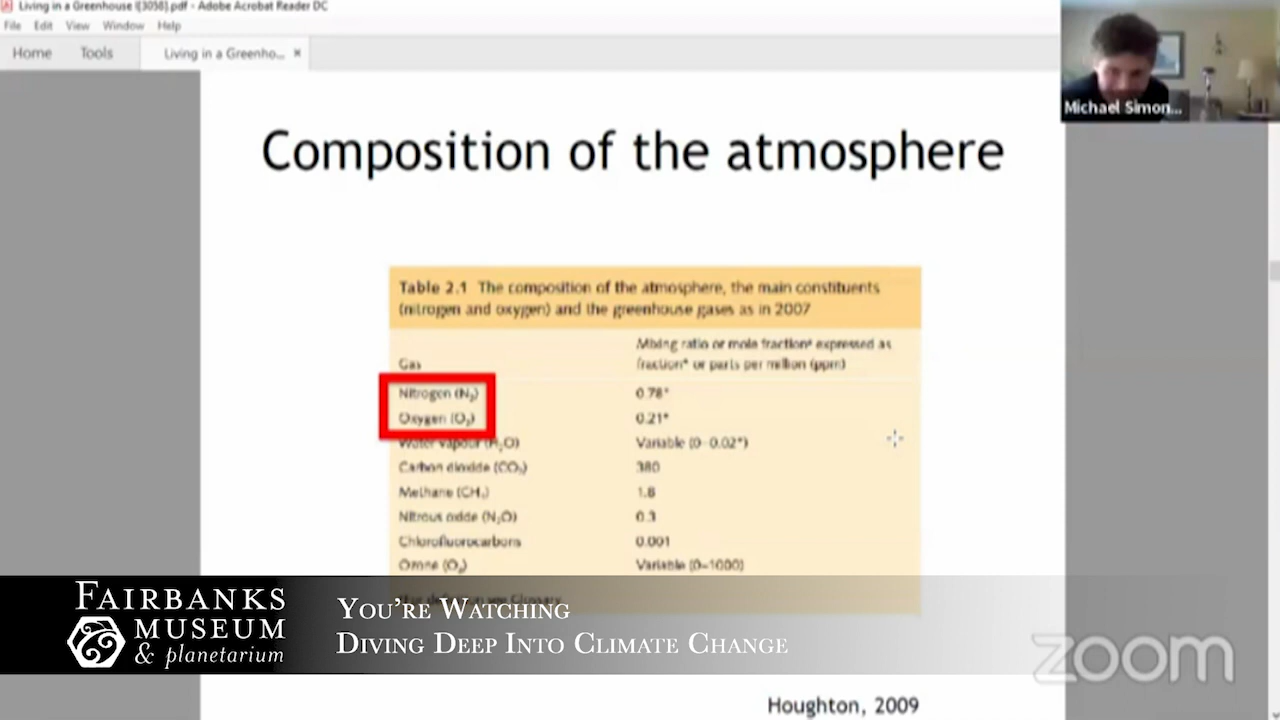 Living in a Greenhouse ([3058].pdf - Adobe Acrobat Reader DC
File Edit View Window Help
Home Tools Living in a Greenho... ×
Michael Simon...
Composition of the atmosphere
Table 2.1 The composition of the atmosphere, the main constituents
(nitrogen and oxygen) and the greenhouse gases as in 2007
Mixing ratio or mole fractionᵃ expressed as
Gas fraction* or parts per million (ppm)
Nitrogen (N₂) 0.78*
Oxygen (O₂) 0.21*
Water vapour (H₂O) Variable (0–0.02*)
Carbon dioxide (CO₂) 380
Methane (CH₄) 1.8
Nitrous oxide (N₂O) 0.3
Chlorofluorocarbons 0.001
Ozone (O₃) Variable (0–1000)
see Glossary.
FAIRBANKS
MUSEUM
& planetarium
YOU'RE WATCHING
DIVING DEEP INTO CLIMATE CHANGE
zoom
Houghton, 2009